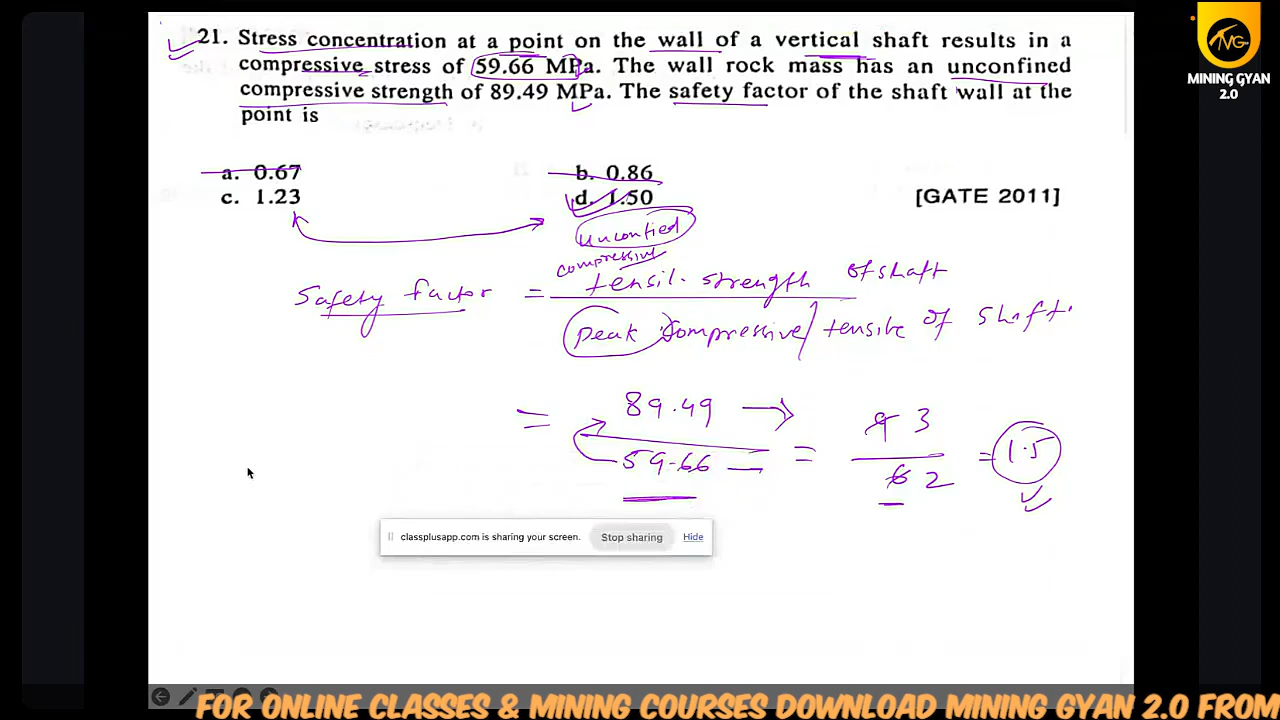 21. Stress concentration at a point on the wall of a vertical shaft results in a
compressive stress of 59.66 MPa. The wall rock mass has an unconfined
compressive strength of 89.49 MPa. The safety factor of the shaft wall at the
point is
a. 0.67 b. 0.86
c. 1.23 d. 1.50 [GATE 2011]
unconfied
compressive
Safety factor = tensil. strength of shaft
peak compressive/tensile of shaft.
= 89.49
59.66
= 9 3
6 2
= 1.5
classplusapp.com is sharing your screen. Stop sharing Hide
MINING GYAN
2.0
FOR ONLINE CLASSES & MINING COURSES DOWNLOAD MINING GYAN 2.0 FROM